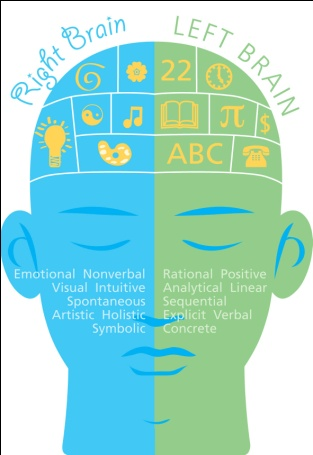 Right Brain
LEFT BRAIN
22
π
$
ABC
Emotional Nonverbal
Visual Intuitive
Spontaneous
Artistic Holistic
Symbolic
Rational Positive
Analytical Linear
Sequential
Explicit Verbal
Concrete